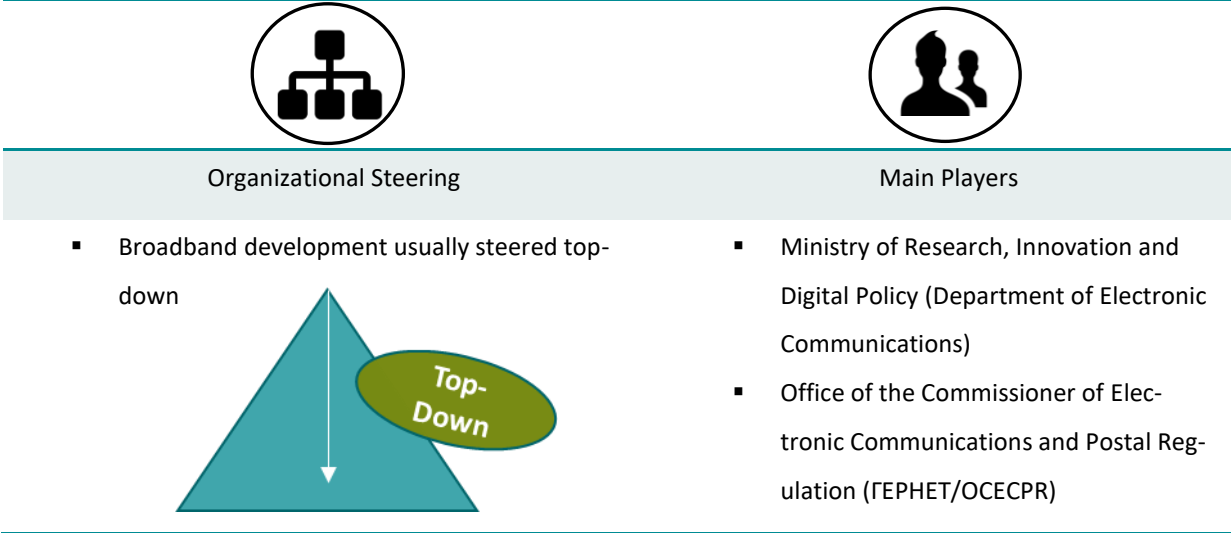 Organizational Steering
▪ Broadband development usually steered top-
down
Top-
Down
Main Players
▪ Ministry of Research, Innovation and
Digital Policy (Department of Electronic
Communications)
▪ Office of the Commissioner of Elec-
tronic Communications and Postal Reg-
ulation (ΓΕΡΗΕΤ/OCECPR)